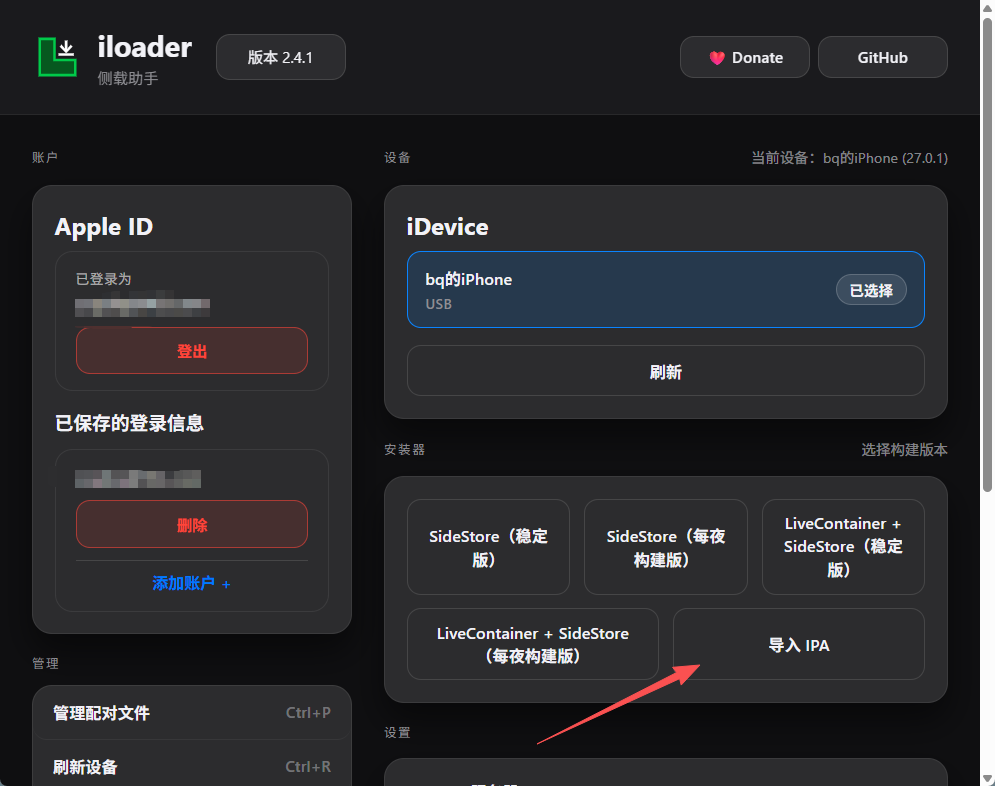 iloader
侧载助手
版本 2.4.1
Donate
GitHub
账户
Apple ID
已登录为
登出
已保存的登录信息
删除
添加账户 +
管理
管理配对文件
Ctrl+P
刷新设备
Ctrl+R
设备
当前设备：bq的iPhone (27.0.1)
iDevice
bq的iPhone
USB
已选择
刷新
安装器
选择构建版本
SideStore（稳定
版）
SideStore（每夜
构建版）
LiveContainer +
SideStore（稳定
版）
LiveContainer + SideStore
（每夜构建版）
导入 IPA
设置